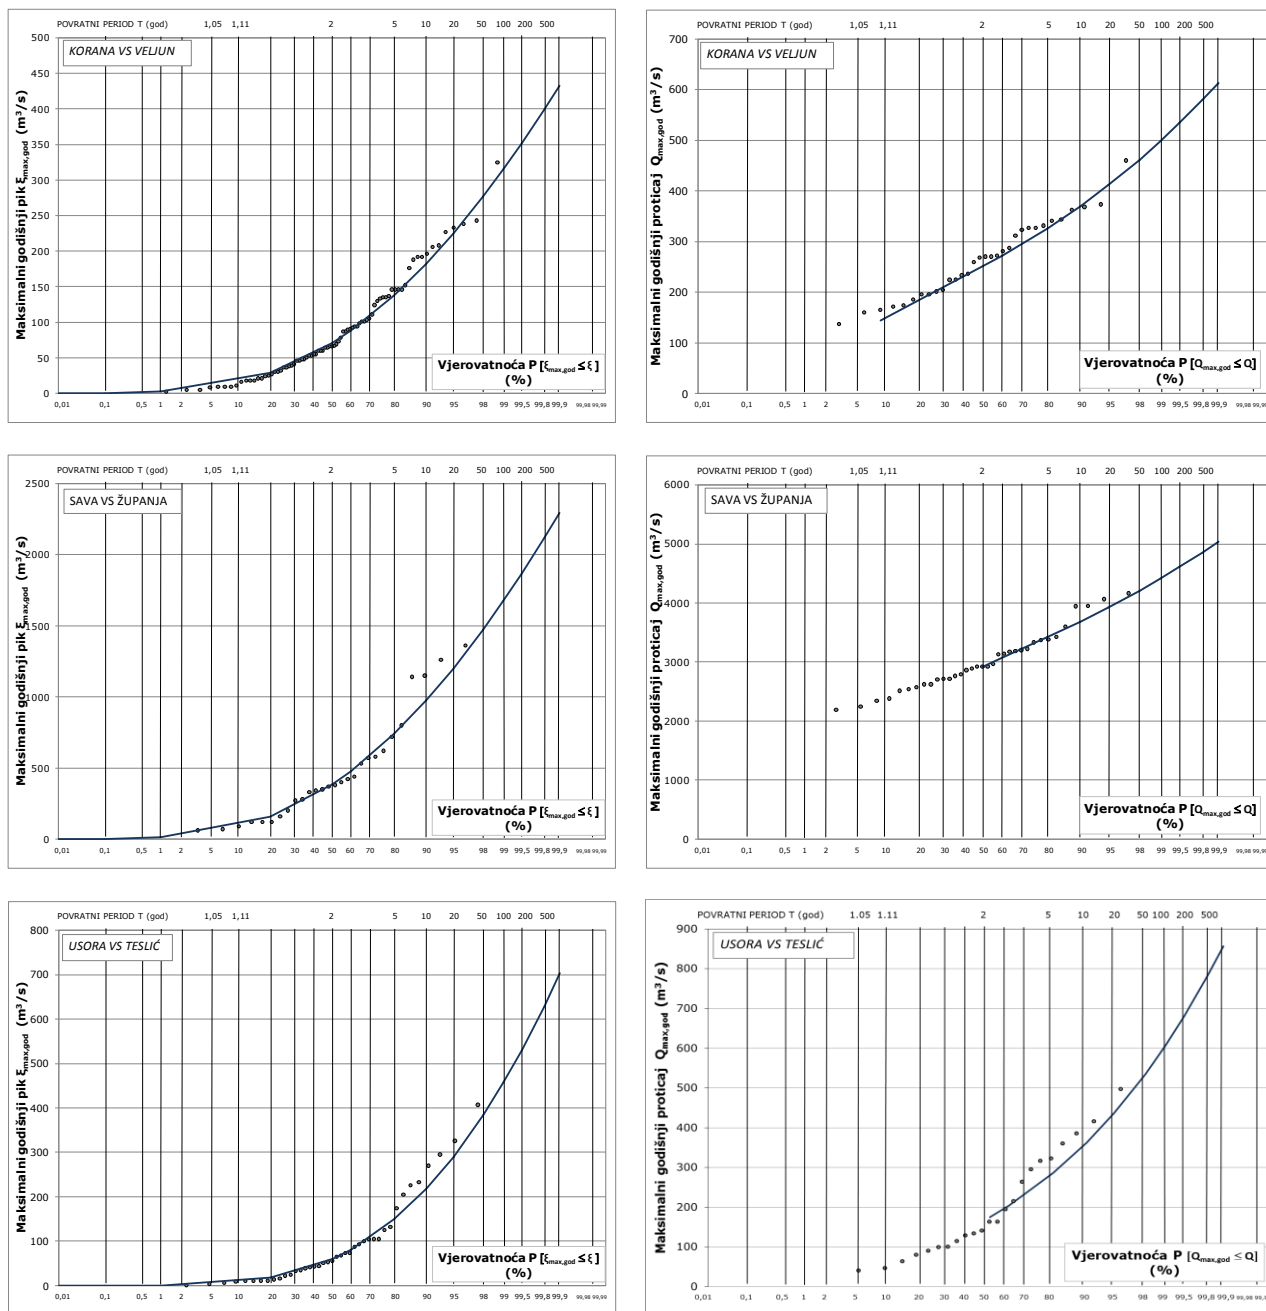 POVRATNI PERIOD T (god) 1,05 1,11 2 5 10 20 50 100 200 500
KORANA VS VELJUN
Maksimalni godišnji pik ξmax,god (m³/s)
500
450
400
350
300
250
200
150
100
50
0
Vjerovatnoća P [ξmax,god ≤ ξ]
(%)
0,01 0,1 0,5 1 2 5 10 20 30 40 50 60 70 80 90 95 98 99 99,5 99,8 99,9 99,98 99,99
POVRATNI PERIOD T (god) 1,05 1,11 2 5 10 20 50 100 200 500
KORANA VS VELJUN
Maksimalni godišnji proticaj Qmax,god (m³/s)
700
600
500
400
300
200
100
0
Vjerovatnoća P [Qmax,god ≤ Q]
(%)
0,01 0,1 0,5 1 2 5 10 20 30 40 50 60 70 80 90 95 98 99 99,5 99,8 99,9 99,98
POVRATNI PERIOD T (god) 1,05 1,11 2 5 10 20 50 100 200 500
SAVA VS ŽUPANJA
Maksimalni godišnji pik ξmax,god (m³/s)
2500
2000
1500
1000
500
0
Vjerovatnoća P [ξmax,god ≤ ξ]
(%)
0,01 0,1 0,5 1 2 5 10 20 30 40 50 60 70 80 90 95 98 99 99,5 99,8 99,9 99,98 99,99
POVRATNI PERIOD T (god) 1,05 1,11 2 5 10 20 50 100 200 500
SAVA VS ŽUPANJA
Maksimalni godišnji proticaj Qmax,god (m³/s)
6000
5000
4000
3000
2000
1000
0
Vjerovatnoća P [Qmax,god ≤ Q]
(%)
0,01 0,1 0,5 1 2 5 10 20 30 40 50 60 70 80 90 95 98 99 99,5 99,8 99,9 99,98
POVRATNI PERIOD T (god) 1,05 1,11 2 5 10 20 50 100 200 500
USORA VS TESLIĆ
Maksimalni godišnji pik ξmax,god (m³/s)
800
700
600
500
400
300
200
100
0
Vjerovatnoća P [ξmax,god ≤ ξ]
(%)
0,01 0,1 0,5 1 2 5 10 20 30 40 50 60 70 80 90 95 98 99 99,5 99,8 99,9 99,98 99,99
POVRATNI PERIOD T (god) 1.05 1.11 2 5 10 20 50 100 200 500
USORA VS TESLIĆ
Maksimalni godišnji proticaj Qmax,god (m³/s)
900
800
700
600
500
400
300
200
100
0
Vjerovatnoća P [Qmax,god ≤ Q]
(%)
0,01 0,1 0,5 1 2 5 10 20 30 40 50 60 70 80 90 95 98 99 99,5 99,8 99,9 99,98